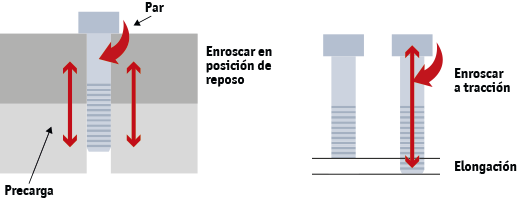 Par
Enroscar en
posición de
reposo
Precarga
Enroscar
a tracción
Elongación